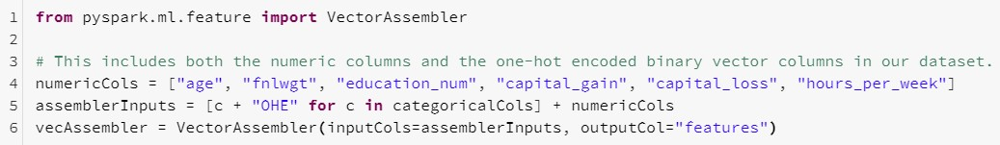 1 from pyspark.ml.feature import VectorAssembler
2
3 # This includes both the numeric columns and the one-hot encoded binary vector columns in our dataset.
4 numericCols = ["age", "fnlwgt", "education_num", "capital_gain", "capital_loss", "hours_per_week"]
5 assemblerInputs = [c + "OHE" for c in categoricalCols] + numericCols
6 vecAssembler = VectorAssembler(inputCols=assemblerInputs, outputCol="features")